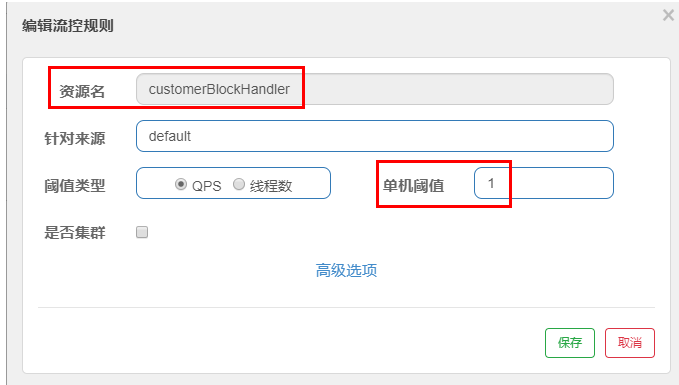 编辑流控规则 ×
资源名 customerBlockHandler
针对来源 default
阈值类型 QPS 线程数 单机阈值 1
是否集群
高级选项
保存 取消